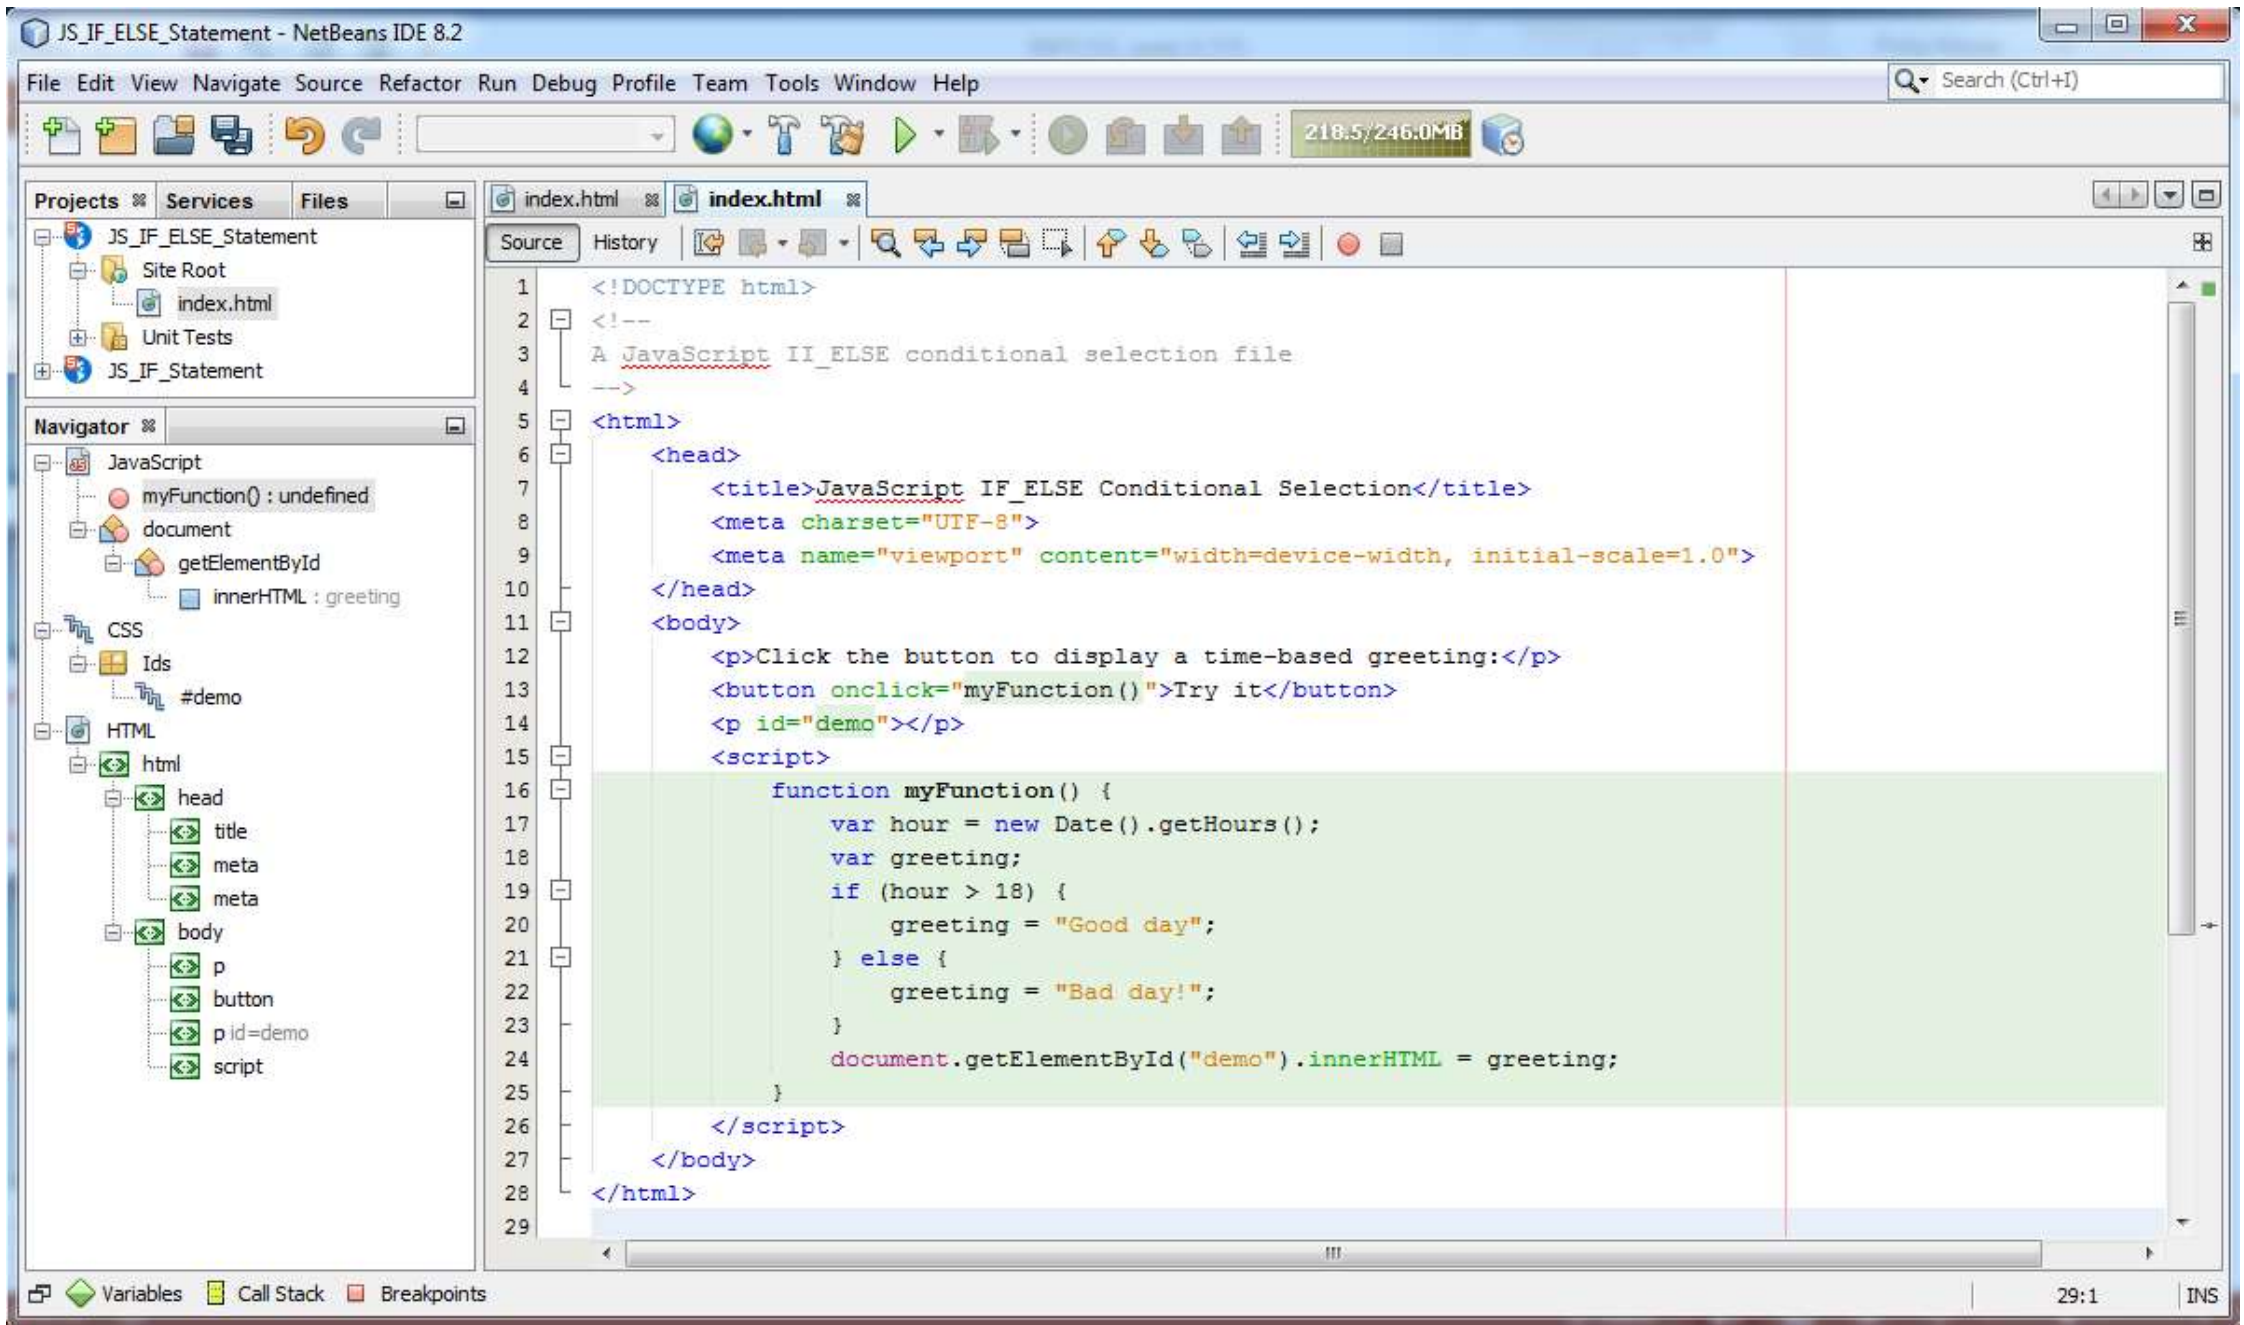 JS_IF_ELSE_Statement - NetBeans IDE 8.2
File Edit View Navigate Source Refactor Run Debug Profile Team Tools Window Help
Search (Ctrl+I)
218.5/246.0MB
Projects Services Files
JS_IF_ELSE_Statement
Site Root
index.html
Unit Tests
JS_IF_Statement
Navigator
JavaScript
myFunction() : undefined
document
getElementById
innerHTML : greeting
CSS
Ids
#demo
HTML
html
head
title
meta
meta
body
p
button
p id=demo
script
index.html index.html
Source History
1 <!DOCTYPE html>
2 <!--
3 A JavaScript II_ELSE conditional selection file
4 -->
5 <html>
6 <head>
7 <title>JavaScript IF_ELSE Conditional Selection</title>
8 <meta charset="UTF-8">
9 <meta name="viewport" content="width=device-width, initial-scale=1.0">
10 </head>
11 <body>
12 <p>Click the button to display a time-based greeting:</p>
13 <button onclick="myFunction()">Try it</button>
14 <p id="demo"></p>
15 <script>
16 function myFunction() {
17 var hour = new Date().getHours();
18 var greeting;
19 if (hour > 18) {
20 greeting = "Good day";
21 } else {
22 greeting = "Bad day!";
23 }
24 document.getElementById("demo").innerHTML = greeting;
25 }
26 </script>
27 </body>
28 </html>
29
Variables Call Stack Breakpoints
29:1 INS